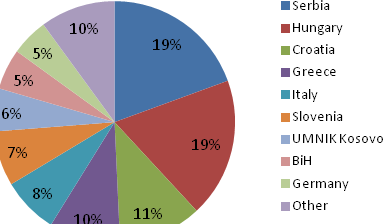 19%
19%
11%
10%
8%
7%
6%
5%
5%
10%
Serbia
Hungary
Croatia
Greece
Italy
Slovenia
UMNIK Kosovo
BiH
Germany
Other